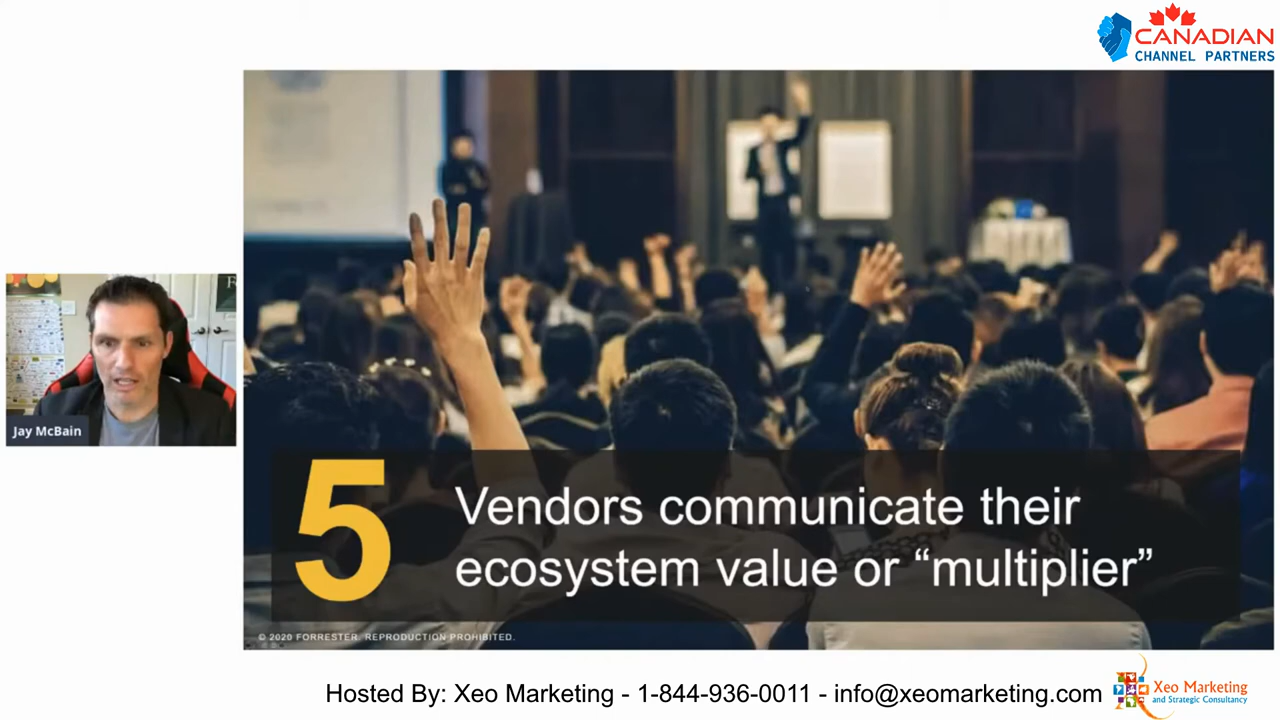 CANADIAN
CHANNEL PARTNERS
Jay McBain
5
Vendors communicate their
ecosystem value or “multiplier”
© 2020 FORRESTER. REPRODUCTION PROHIBITED.
Hosted By: Xeo Marketing - 1-844-936-0011 - info@xeomarketing.com
Xeo Marketing
and Strategic Consultancy